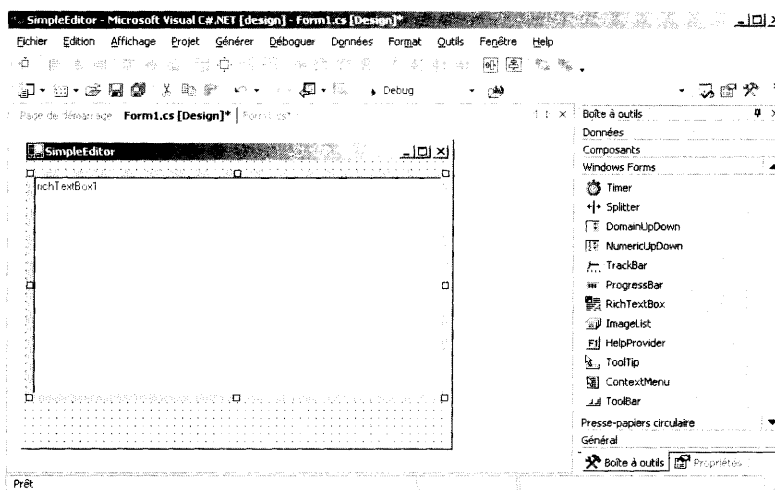 SimpleEditor - Microsoft Visual C#.NET [design] - Form1.cs [Design]*
Fichier Edition Affichage Projet Générer Déboguer Données Format Outils Fenêtre Help
Debug
Page de démarrage Form1.cs [Design]* Form1.cs*
Boîte à outils
Données
Composants
Windows Forms
SimpleEditor
richTextBox1
Timer
Splitter
DomainUpDown
NumericUpDown
TrackBar
ProgressBar
RichTextBox
ImageList
HelpProvider
ToolTip
ContextMenu
ToolBar
Presse-papiers circulaire
Général
Boîte à outils Propriétés
Prêt